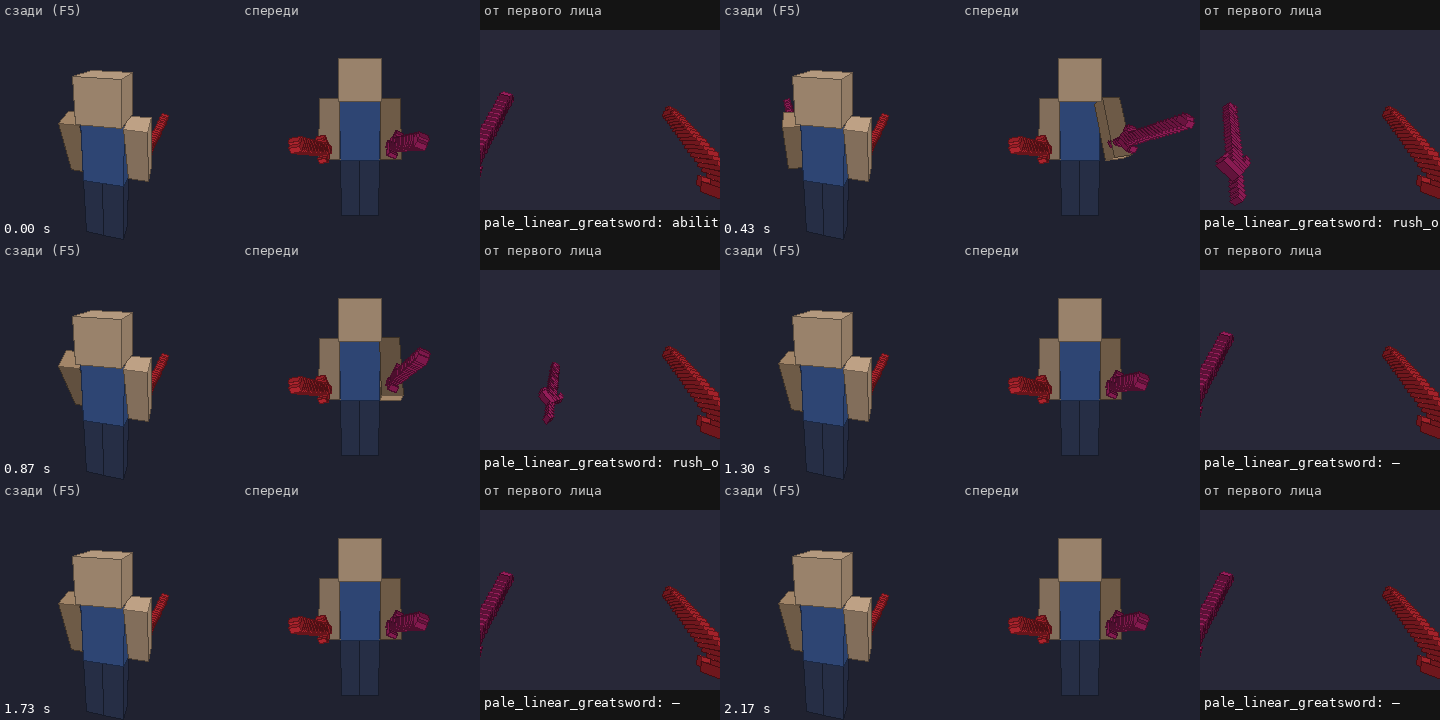 сзади (F5) спереди от первого лица сзади (F5) спереди от первого лица
0.00 s pale_linear_greatsword: abilit 0.43 s pale_linear_greatsword: rush_o
сзади (F5) спереди от первого лица сзади (F5) спереди от первого лица
0.87 s pale_linear_greatsword: rush_o 1.30 s pale_linear_greatsword: —
сзади (F5) спереди от первого лица сзади (F5) спереди от первого лица
1.73 s pale_linear_greatsword: — 2.17 s pale_linear_greatsword: —